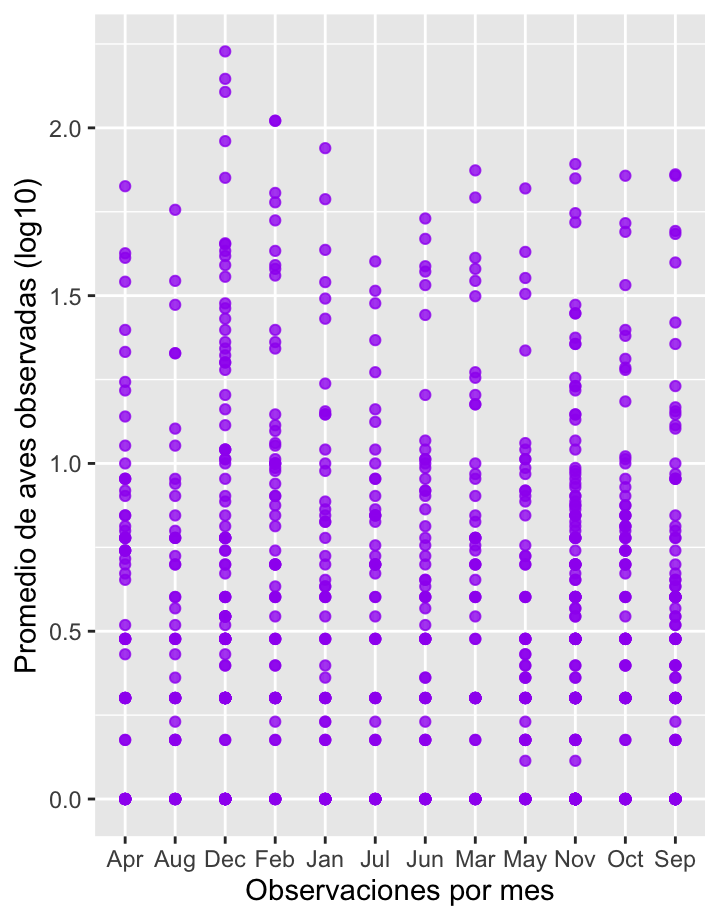 Promedio de aves observadas (log10)
2.0
1.5
1.0
0.5
0.0
Apr Aug Dec Feb Jan Jul Jun Mar May Nov Oct Sep
Observaciones por mes